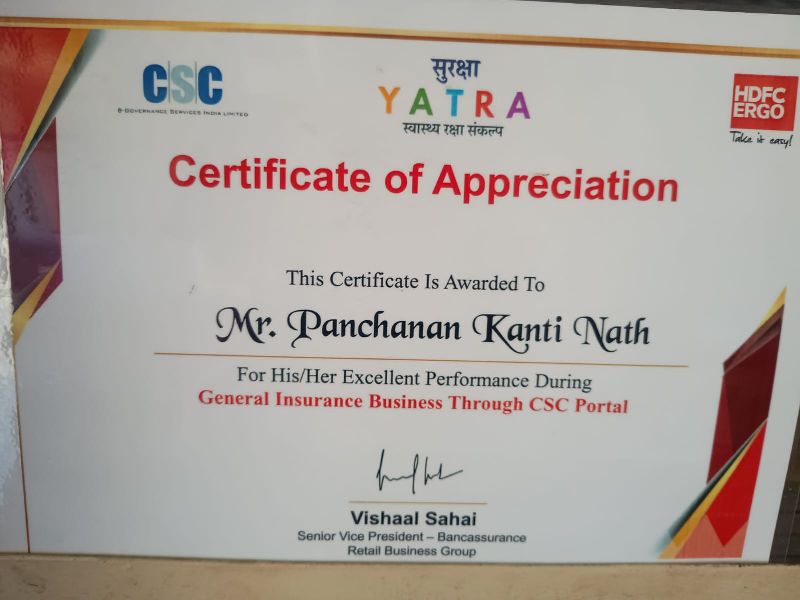 CSC
E-GOVERNANCE SERVICES INDIA LIMITED
सुरक्षा
YATRA
स्वास्थ्य रक्षा संकल्प
HDFC
ERGO
Take it easy!
Certificate of Appreciation
This Certificate Is Awarded To
Mr. Panchanan Kanti Nath
For His/Her Excellent Performance During
General Insurance Business Through CSC Portal
Vishaal Sahai
Senior Vice President – Bancassurance
Retail Business Group